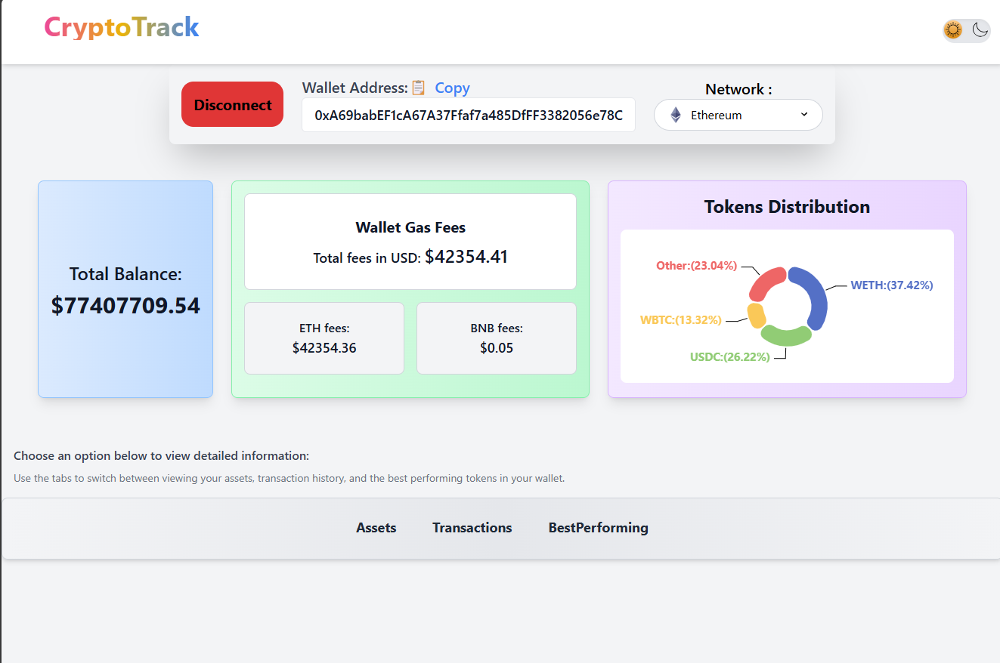 CryptoTrack
Disconnect
Wallet Address: Copy
0xA69babEF1cA67A37Ffaf7a485DfFF3382056e78C
Network :
Ethereum
Total Balance:
$77407709.54
Wallet Gas Fees
Total fees in USD: $42354.41
ETH fees:
$42354.36
BNB fees:
$0.05
Tokens Distribution
Other:(23.04%)
WETH:(37.42%)
WBTC:(13.32%)
USDC:(26.22%)
Choose an option below to view detailed information:
Use the tabs to switch between viewing your assets, transaction history, and the best performing tokens in your wallet.
Assets Transactions BestPerforming